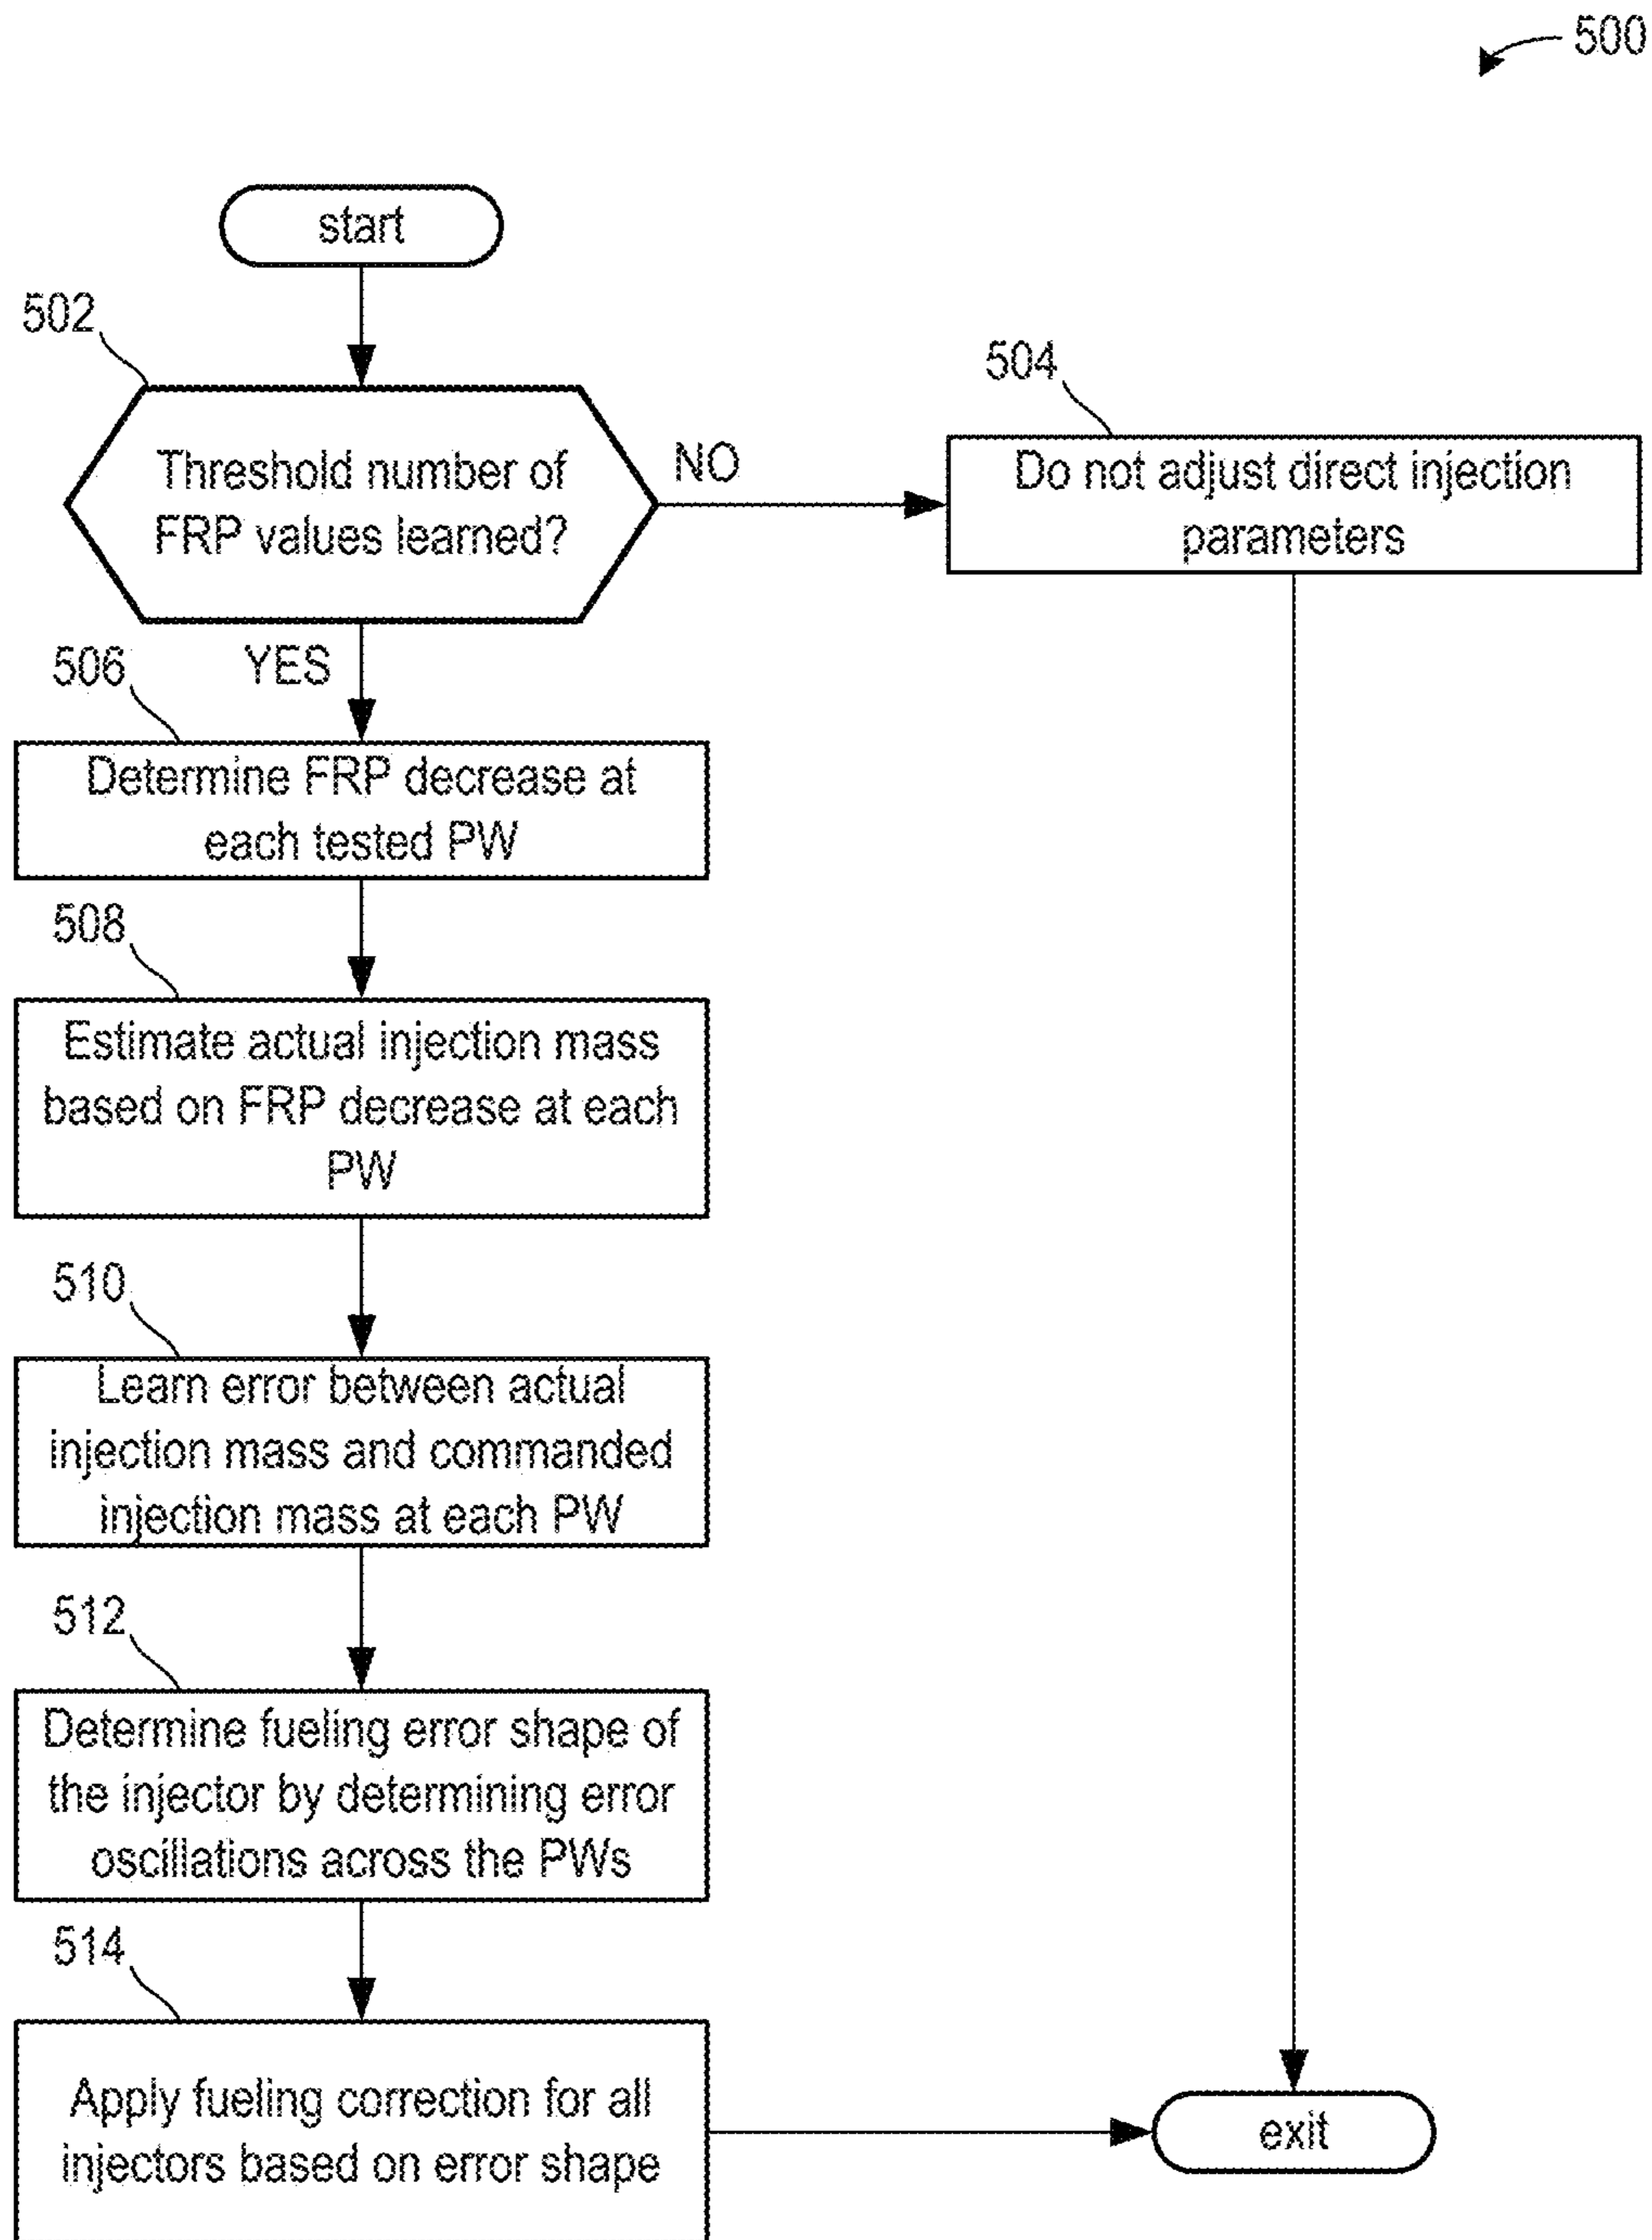 500
start
502
Threshold number of
FRP values learned?
NO
504
Do not adjust direct injection
parameters
YES
506
Determine FRP decrease at
each tested PW
508
Estimate actual injection mass
based on FRP decrease at each
PW
510
Learn error between actual
injection mass and commanded
injection mass at each PW
512
Determine fueling error shape of
the injector by determining error
oscillations across the PWs
514
Apply fueling correction for all
injectors based on error shape
exit